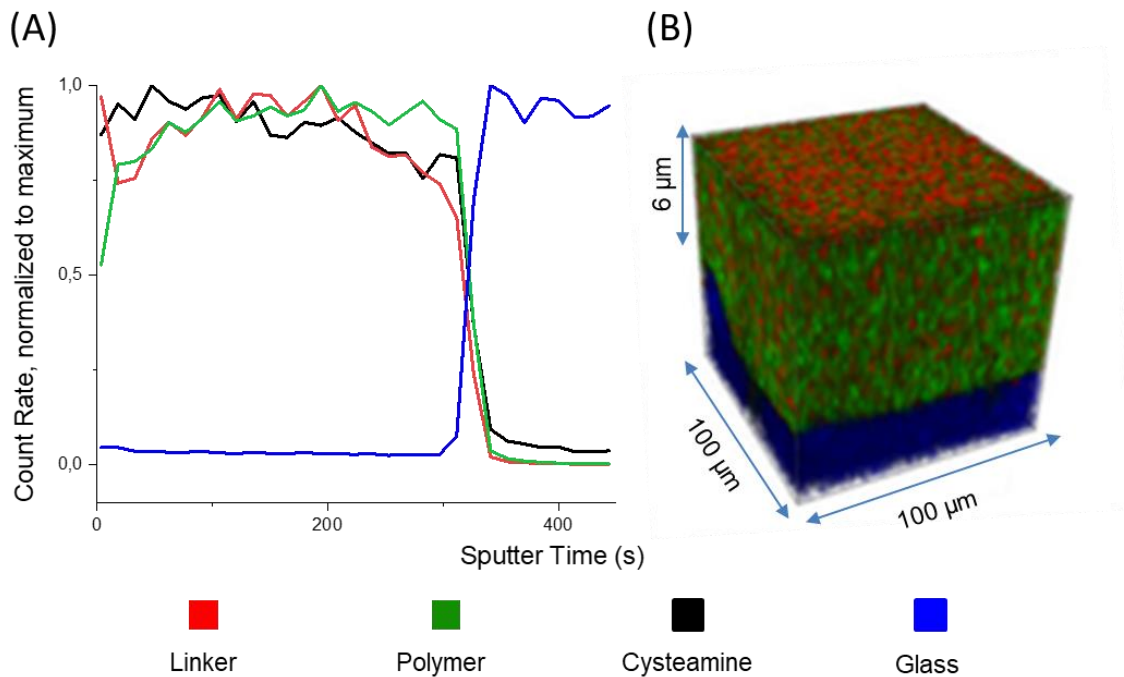 (A)
(B)
Count Rate, normalized to maximum
1,0
0,5
0,0
0
200
400
Sputter Time (s)
6 µm
100 µm
100 µm
Linker
Polymer
Cysteamine
Glass